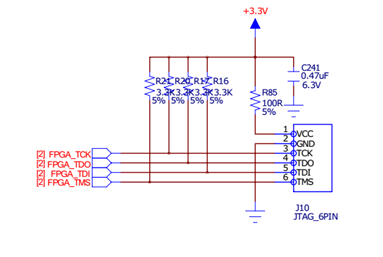 +3.3V
R21 R20 R17 R16
3.3K 3.3K 3.3K 3.3K
5% 5% 5% 5%
C241
0.47uF
6.3V
R85
100R
5%
1 VCC
2 GND
[2] FPGA_TCK 3 TCK
[2] FPGA_TDO 4 TDO
[2] FPGA_TDI 5 TDI
[2] FPGA_TMS 6 TMS
J10
JTAG_6PIN